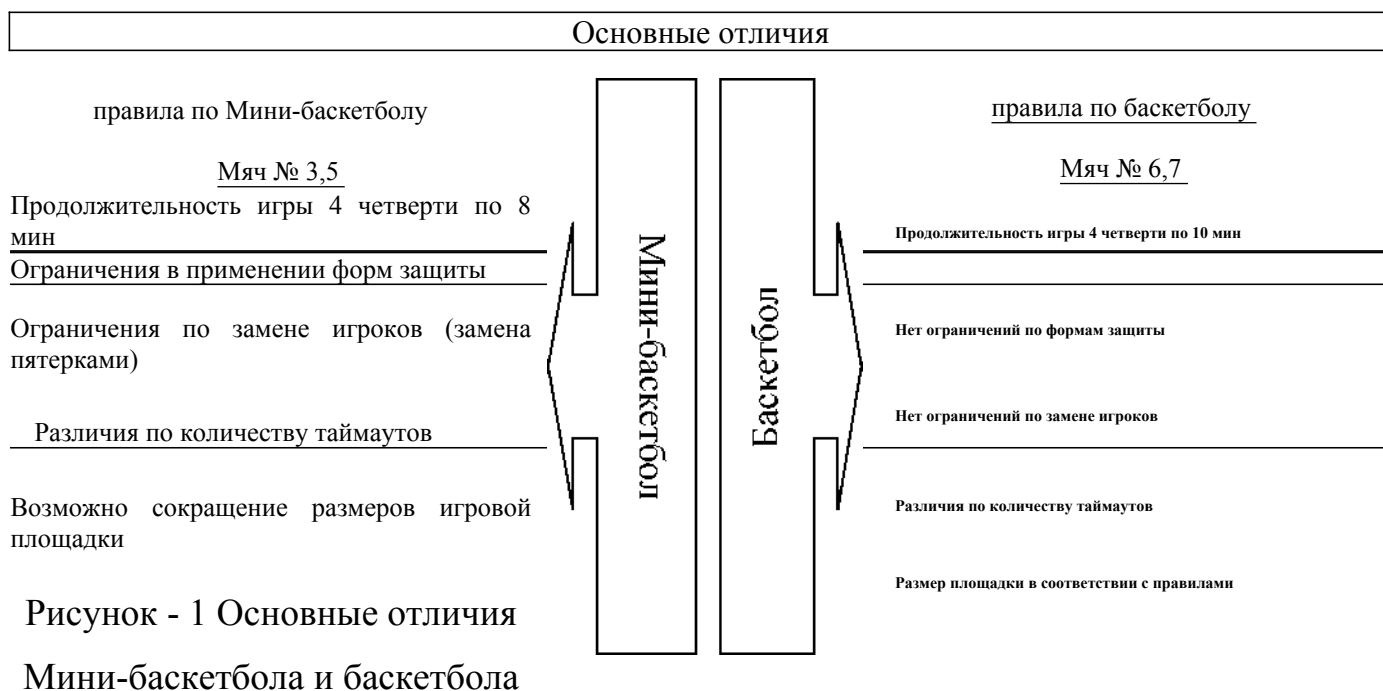 Основные отличия
правила по Мини-баскетболу
Мяч № 3,5
Продолжительность игры 4 четверти по 8
мин
Ограничения в применении форм защиты
Ограничения по замене игроков (замена
пятерками)
Различия по количеству таймаутов
Возможно сокращение размеров игровой
площадки
Рисунок - 1 Основные отличия
Мини-баскетбола и баскетбола
Мини-баскетбол
Баскетбол
правила по баскетболу
Мяч № 6,7
Продолжительность игры 4 четверти по 10 мин
Нет ограничений по формам защиты
Нет ограничений по замене игроков
Различия по количеству таймаутов
Размер площадки в соответствии с правилами